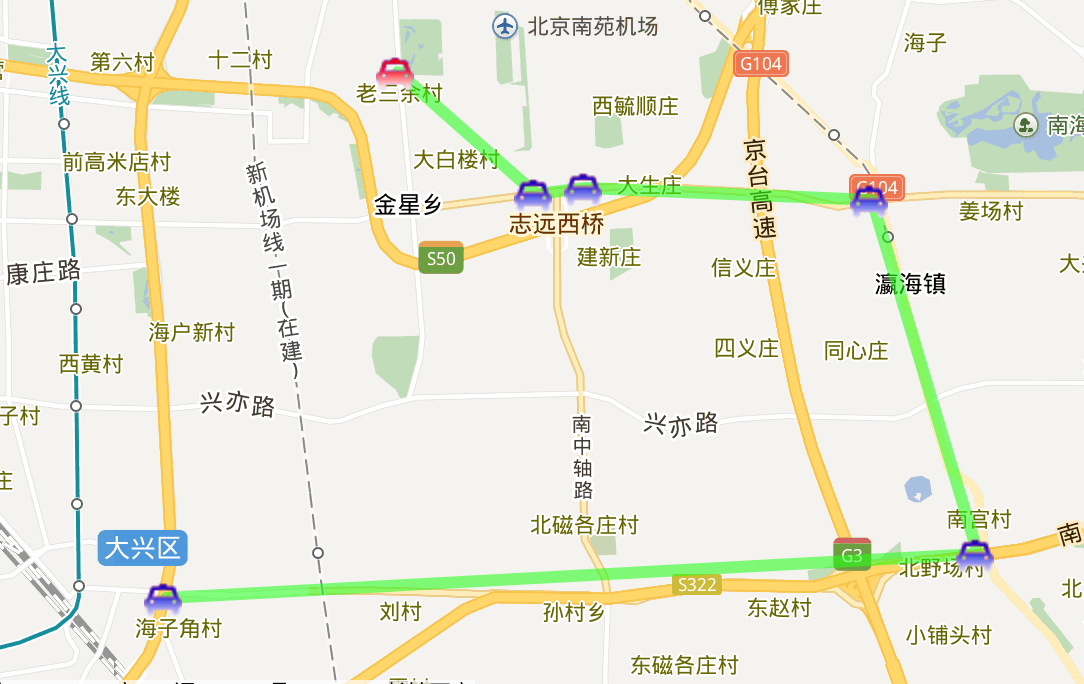 傅家庄
北京南苑机场
海子
大兴线
第六村
十二村
G104
老三余村
西毓顺庄
南海
前高米店村
大白楼村
京台高速
东大楼
新机场线一期(在建)
大生庄
G104
金星乡
志远西桥
姜场村
S50
建新庄
信义庄
康庄路
瀛海镇
海户新村
四义庄
同心庄
西黄村
兴亦路
子村
兴亦路
南中轴路
庄
北磁各庄村
南宫村
南
大兴区
G3
北野场村
S322
北
海子角村
刘村
孙村乡
东赵村
小铺头村
东磁各庄村